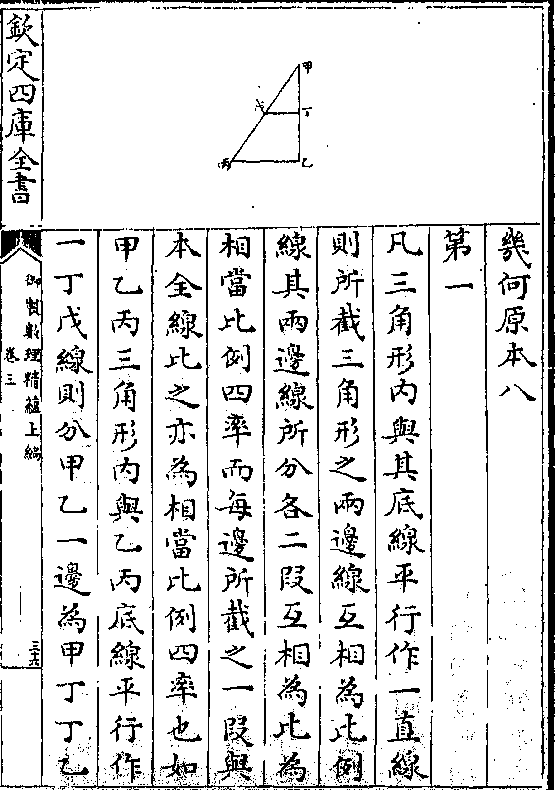 幾何原本八
第一
凡三角形内與其底線平行作一直線
則所截三角形之兩邊線互相為比例
線其兩邊線所分各二段互相為比為
相當比例四率而每邊所截之一段與
本全線比之亦為相當比例四率也如
甲乙丙三角形内與乙丙底線平行作
一丁戊線則分甲乙一邊為甲丁丁乙
甲
戊
丁
丙
乙
欽定四庫全書
御製數理精蘊上編
卷三